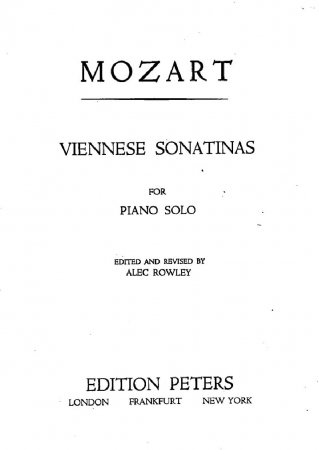 MOZART
VIENNESE SONATINAS
FOR
PIANO SOLO
EDITED AND REVISED BY
ALEC ROWLEY
EDITION PETERS
LONDON FRANKFURT NEW YORK